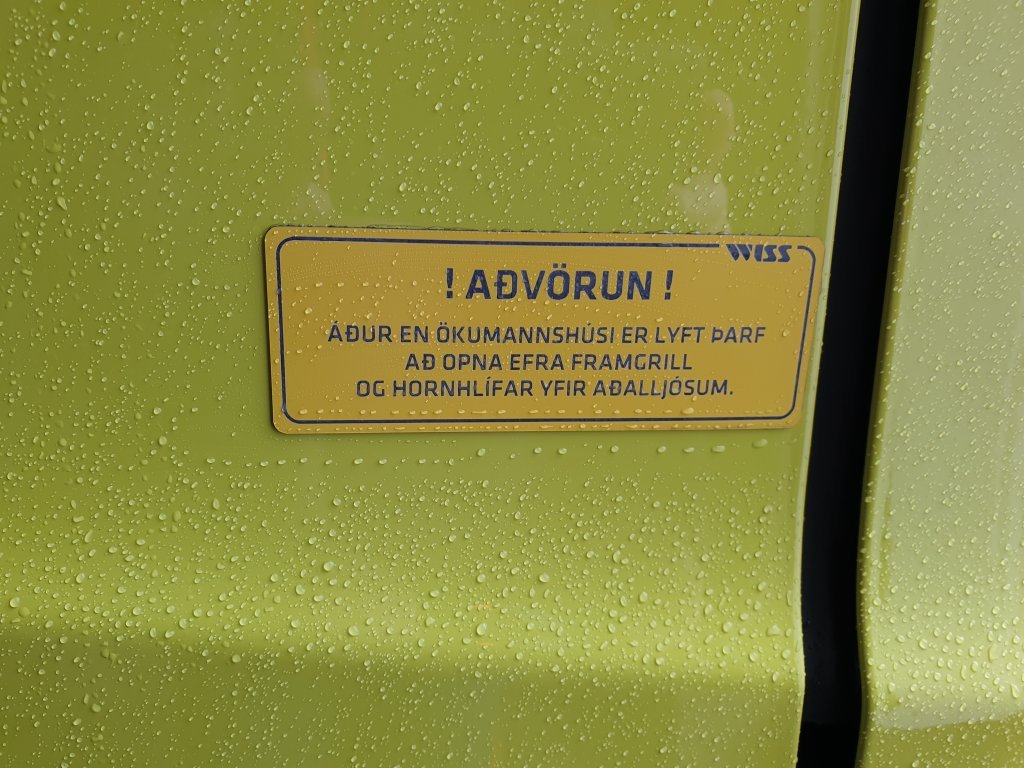 WISS
! AÐVÖRUN !
ÁÐUR EN ÖKUMANNSHÚSI ER LYFT ÞARF
AÐ OPNA EFRA FRAMGRILL
OG HORNHLÍFAR YFIR AÐALLJÓSUM.